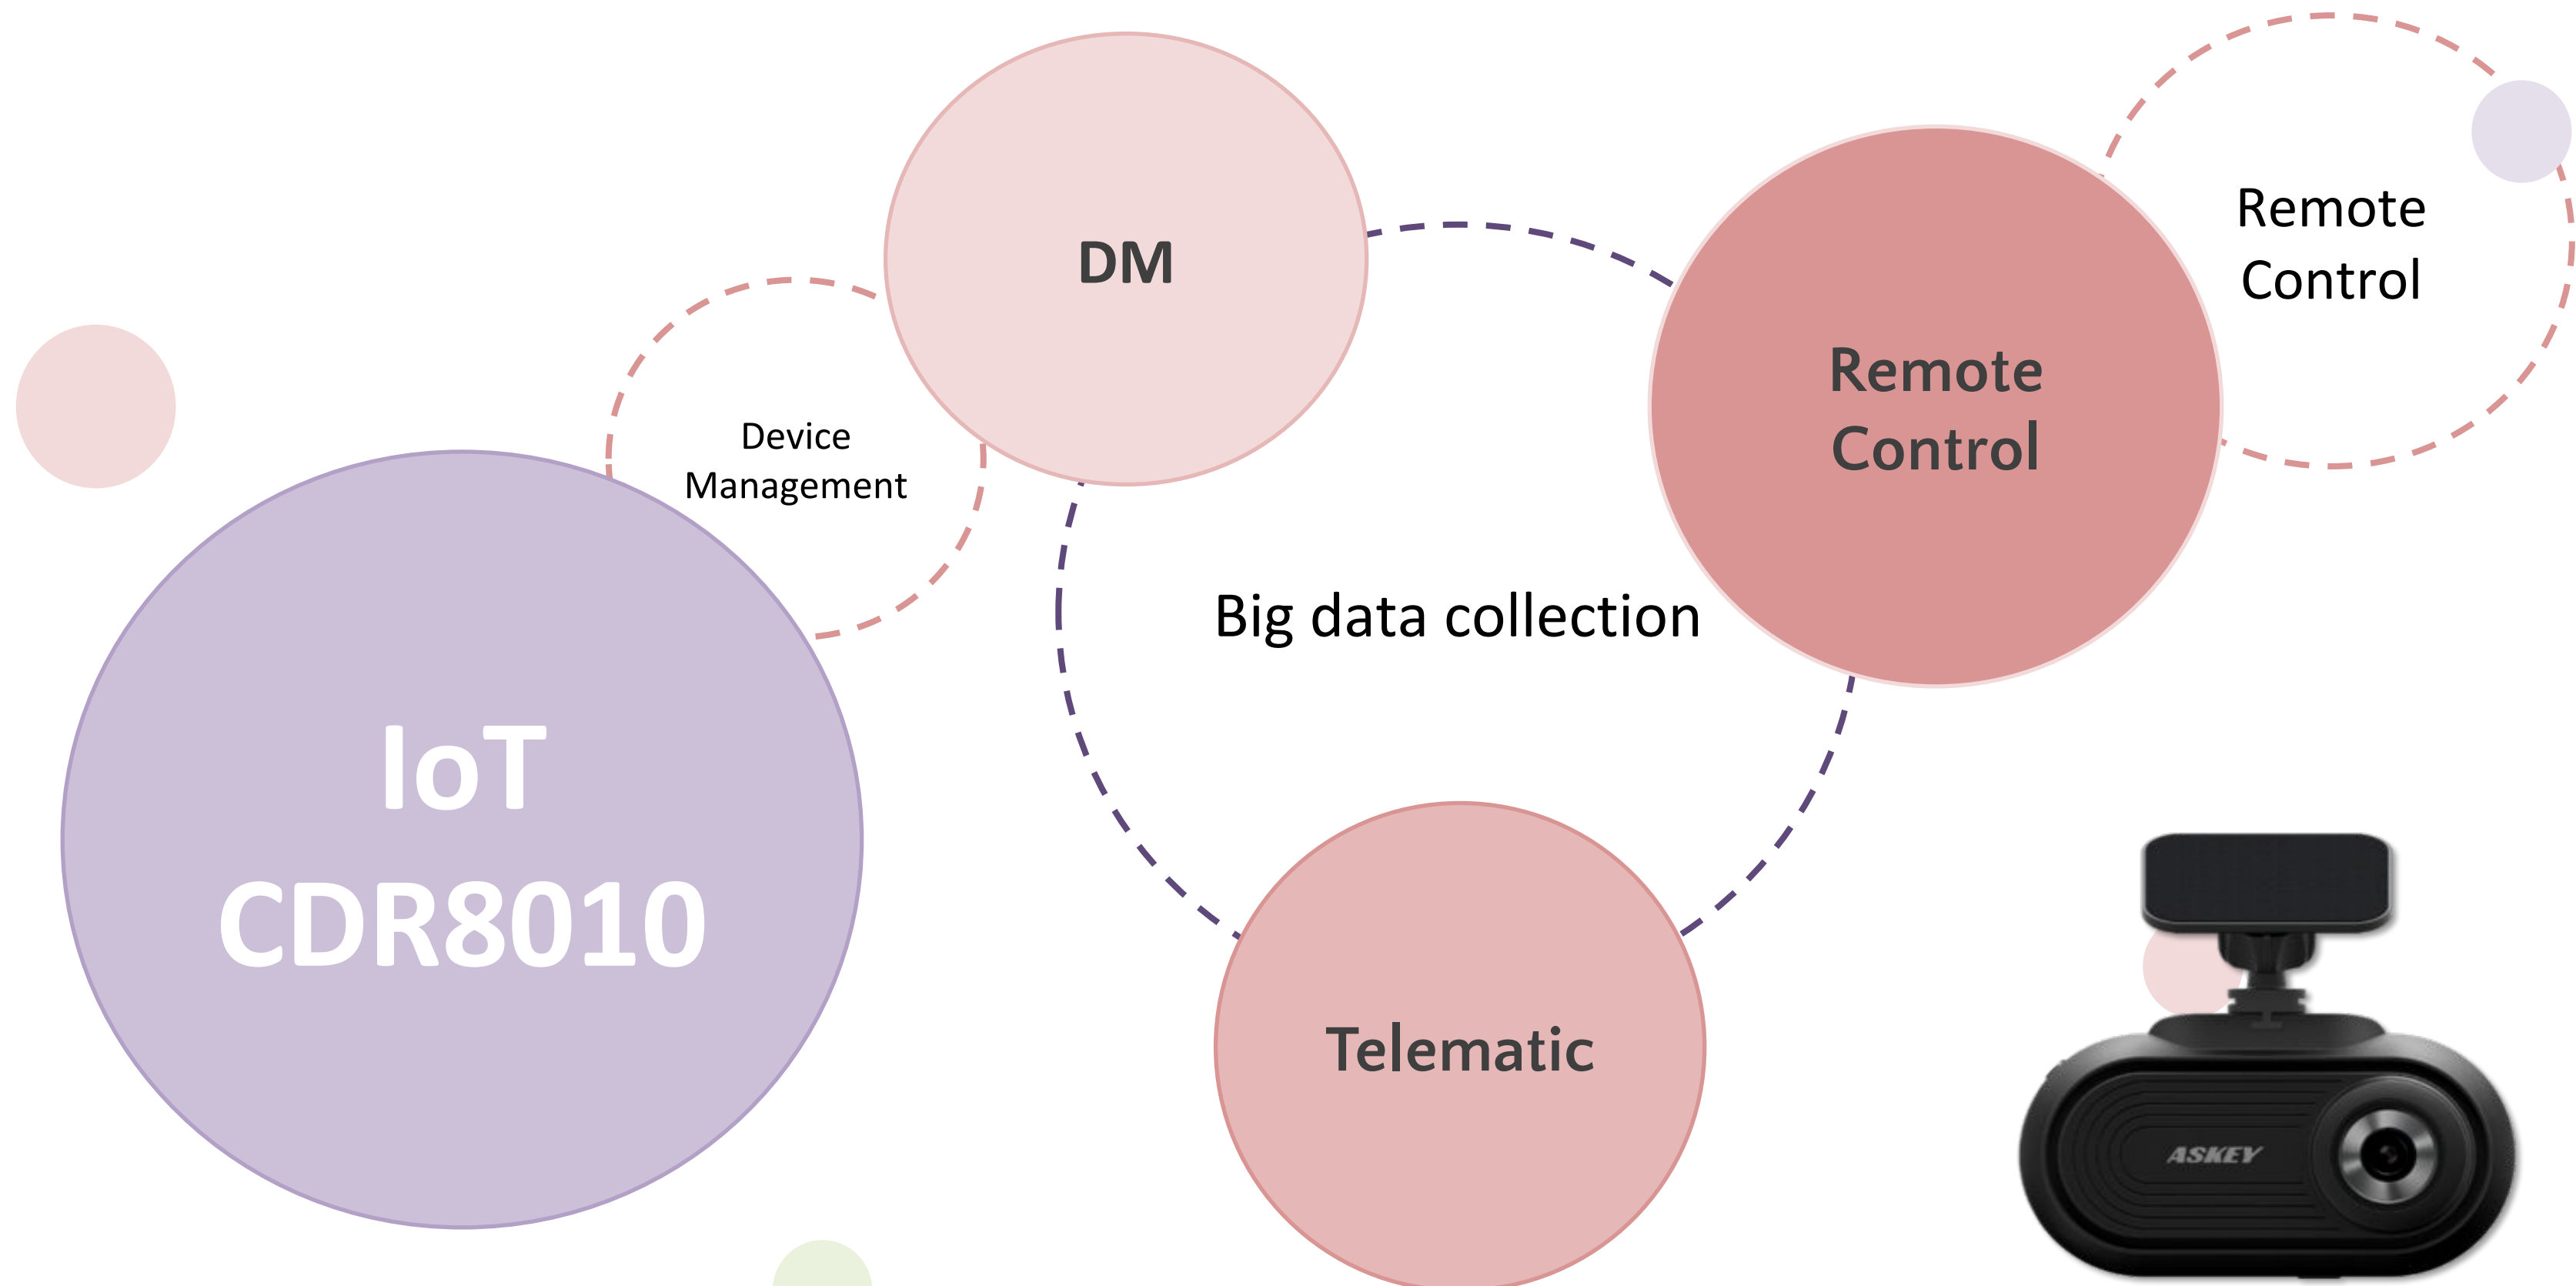 DM
Remote
Control
Remote
Control
Device
Management
Big data collection
IoT
CDR8010
Telematic
ASKEY